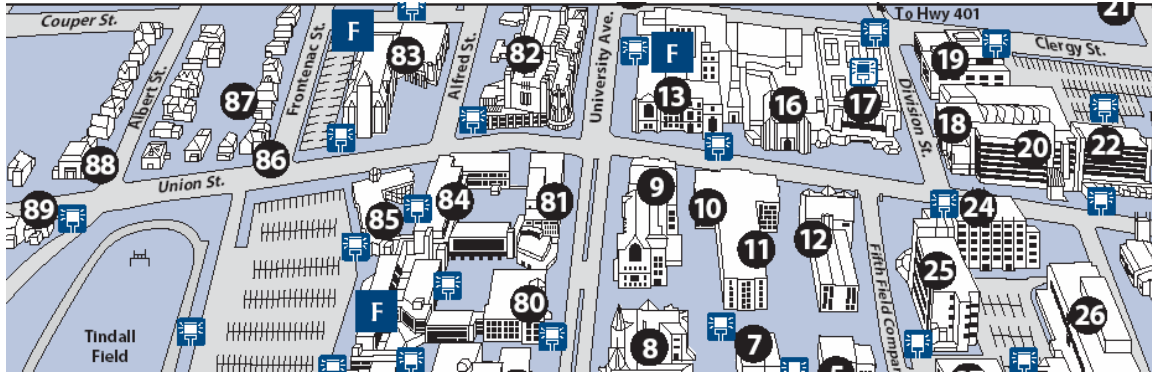 Couper St.
Albert St.
Frontenac St.
Alfred St.
University Ave.
To Hwy 401
21
Clergy St.
Division St.
F
83
82
F
13
16
17
19
18
20
22
87
88
86
Union St.
89
85
84
81
9
10
11
12
24
25
26
Fifth Field Compa
F
80
8
7
Tindall
Field